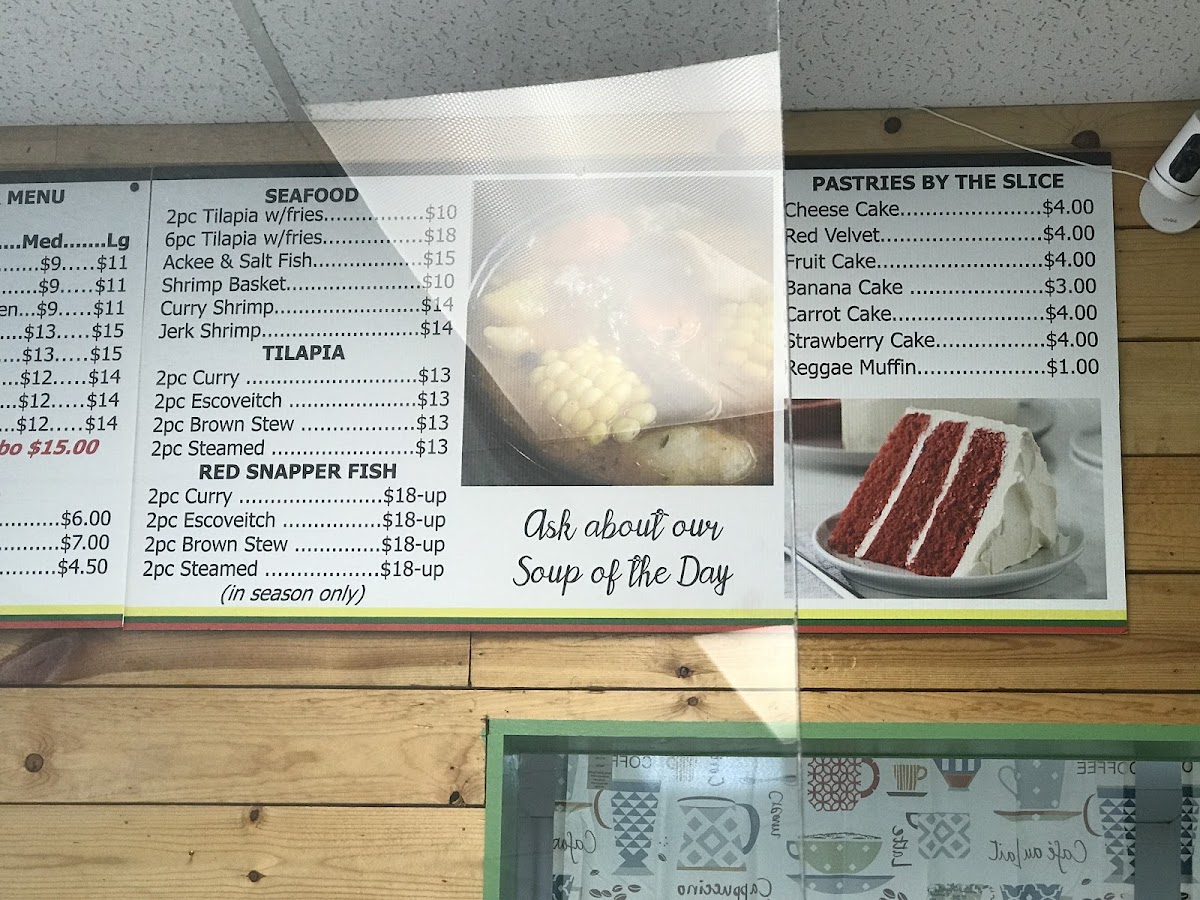 MENU
....Med.......Lg
.........$9.....$11
.......$9.....$11
en...$9.....$11
....$13.....$15
....$13.....$15
...$12.....$14
...$12.....$14
...$12.....$14
bo $15.00
...........$6.00
...........$7.00
.........$4.50
SEAFOOD
2pc Tilapia w/fries................$10
6pc Tilapia w/fries................$18
Ackee & Salt Fish..................$15
Shrimp Basket......................$10
Curry Shrimp.......................$14
Jerk Shrimp.........................$14
TILAPIA
2pc Curry ............................$13
2pc Escoveitch .....................$13
2pc Brown Stew ...................$13
2pc Steamed .......................$13
RED SNAPPER FISH
2pc Curry .......................$18-up
2pc Escoveitch ................$18-up
2pc Brown Stew ..............$18-up
2pc Steamed ..................$18-up
(in season only)
Ask about our
Soup of the Day
PASTRIES BY THE SLICE
Cheese Cake.......................$4.00
Red Velvet..........................$4.00
Fruit Cake...........................$4.00
Banana Cake .....................$3.00
Carrot Cake........................$4.00
Strawberry Cake.................$4.00
Reggae Muffin....................$1.00
COFF
COFFEE
Cream
Latte
Café au lait
Cappuccino